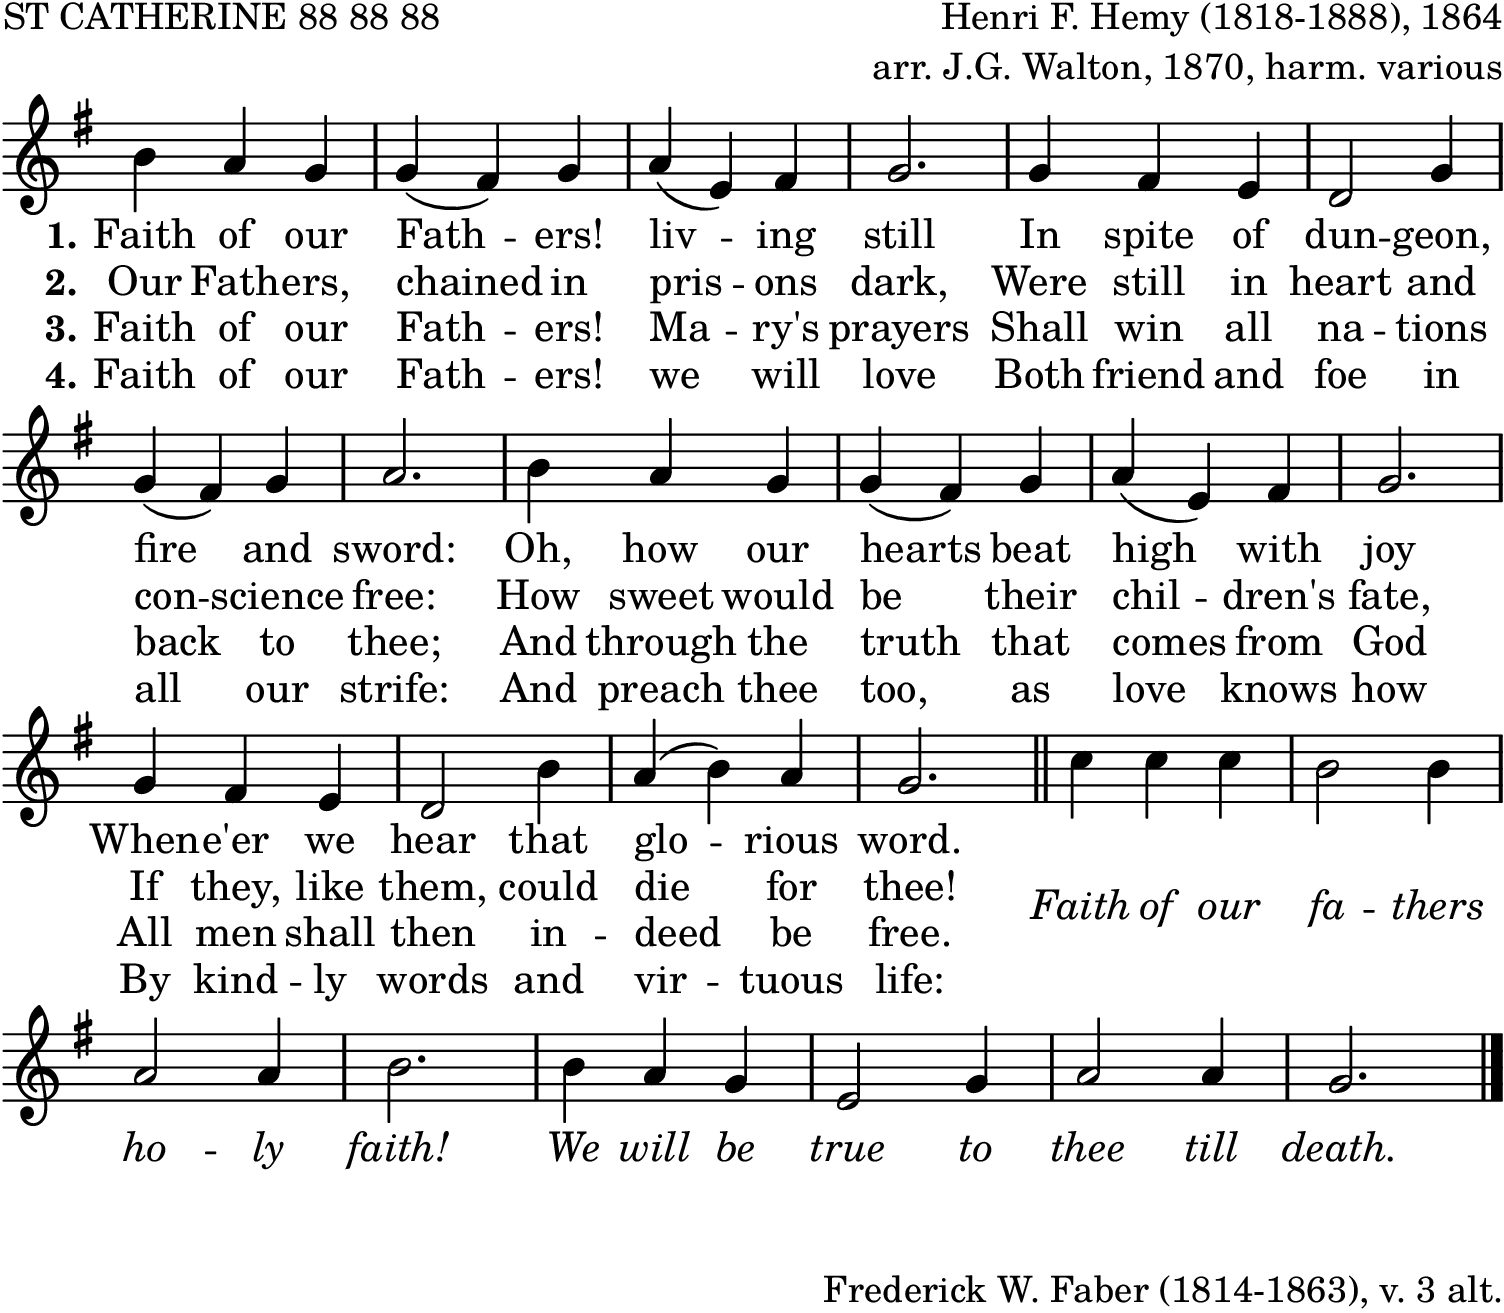 ST CATHERINE 88 88 88 Henri F. Hemy (1818-1888), 1864
arr. J.G. Walton, 1870, harm. various
1. Faith of our Fath - ers! liv - ing still In spite of dun - geon,
2. Our Fathers, chained in pris - ons dark, Were still in heart and
3. Faith of our Fath - ers! Ma - ry's prayers Shall win all na - tions
4. Faith of our Fath - ers! we will love Both friend and foe in
fire and sword: Oh, how our hearts beat high with joy
con - science free: How sweet would be their chil - dren's fate,
back to thee; And through the truth that comes from God
all our strife: And preach thee too, as love knows how
Whene'er we hear that glo - rious word.
If they, like them, could die for thee!
Faith of our fa - thers
All men shall then in - deed be free.
By kind - ly words and vir - tuous life:
ho - ly faith! We will be true to thee till death.
Frederick W. Faber (1814-1863), v. 3 alt.